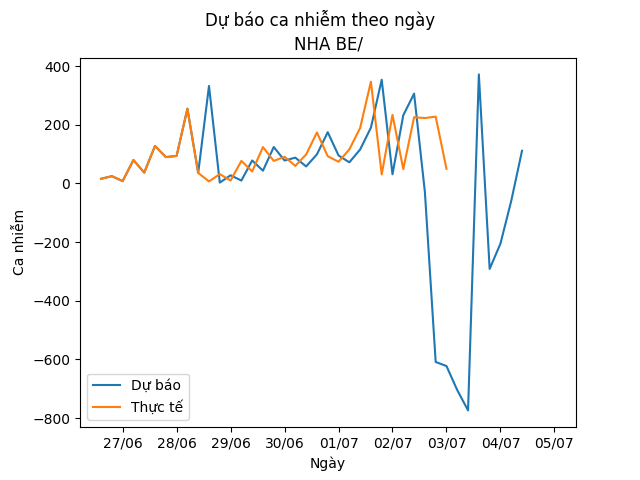 Dự báo ca nhiễm theo ngày
NHA BE/
400
200
0
−200
−400
−600
−800
Ca nhiễm
Dự báo
Thực tế
27/06 28/06 29/06 30/06 01/07 02/07 03/07 04/07 05/07
Ngày